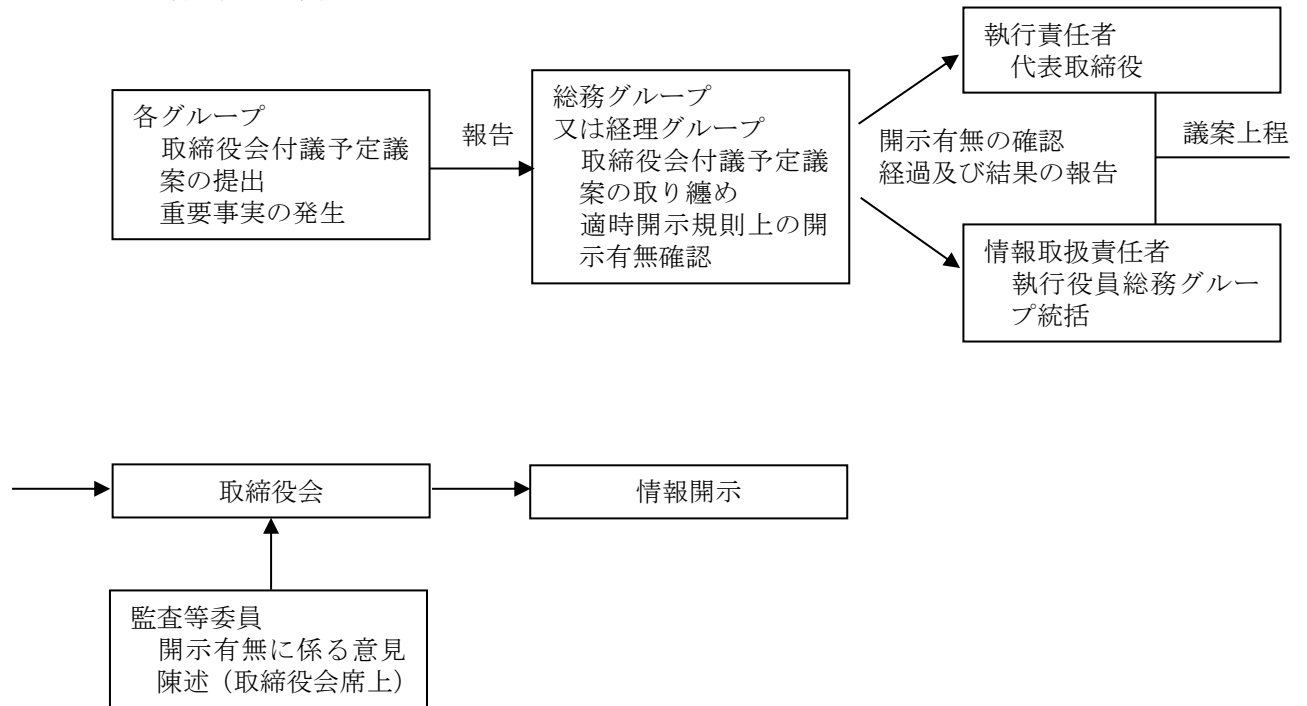 各グループ
取締役会付議予定議
案の提出
重要事実の発生
報告
総務グループ
又は経理グループ
取締役会付議予定議
案の取り纏め
適時開示規則上の開
示有無確認
開示有無の確認
経過及び結果の報告
執行責任者
代表取締役
議案上程
情報取扱責任者
執行役員総務グルー
プ統括
取締役会
情報開示
監査等委員
開示有無に係る意見
陳述（取締役会席上）